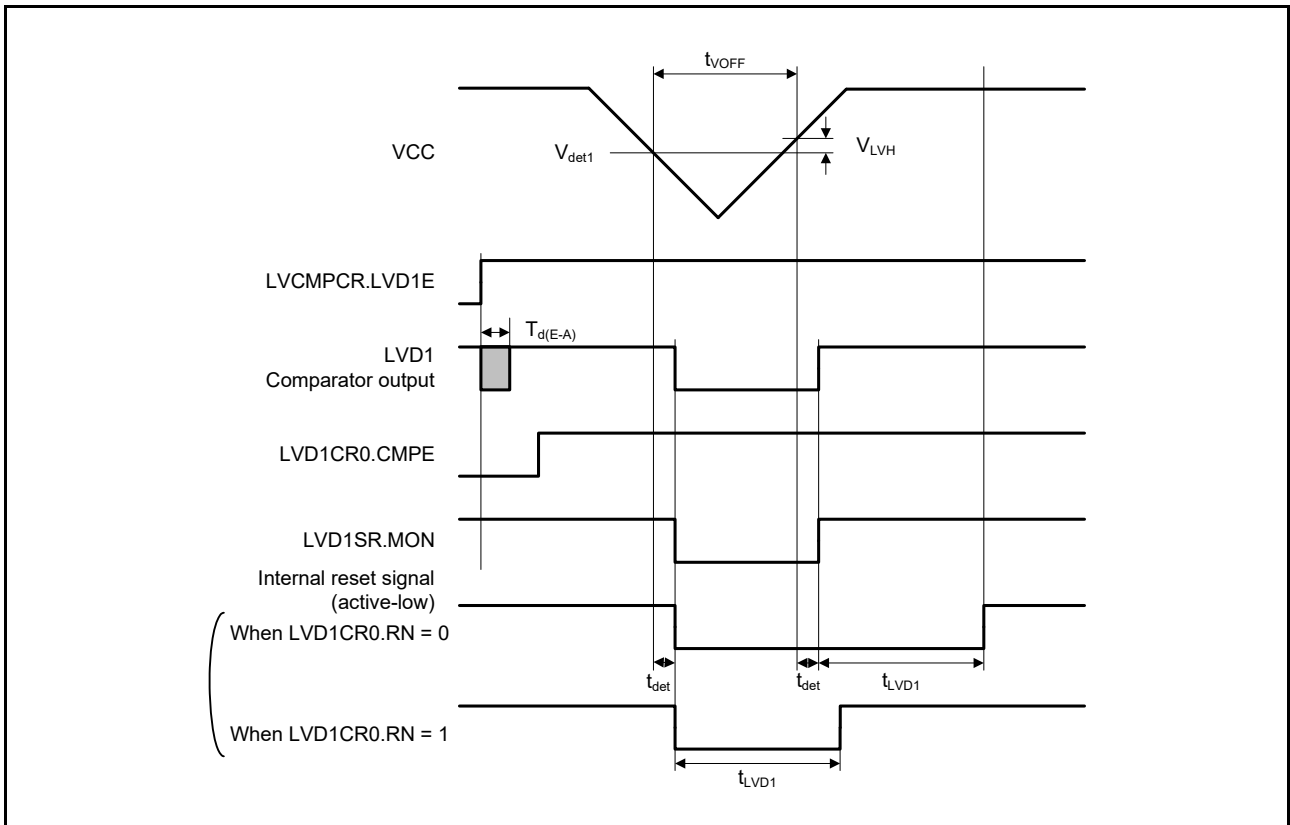 tVOFF
VCC
Vdet1
VLVH
LVCMPCR.LVD1E
Td(E-A)
LVD1
Comparator output
LVD1CR0.CMPE
LVD1SR.MON
Internal reset signal
(active-low)
When LVD1CR0.RN = 0
tdet
tdet
tLVD1
When LVD1CR0.RN = 1
tLVD1